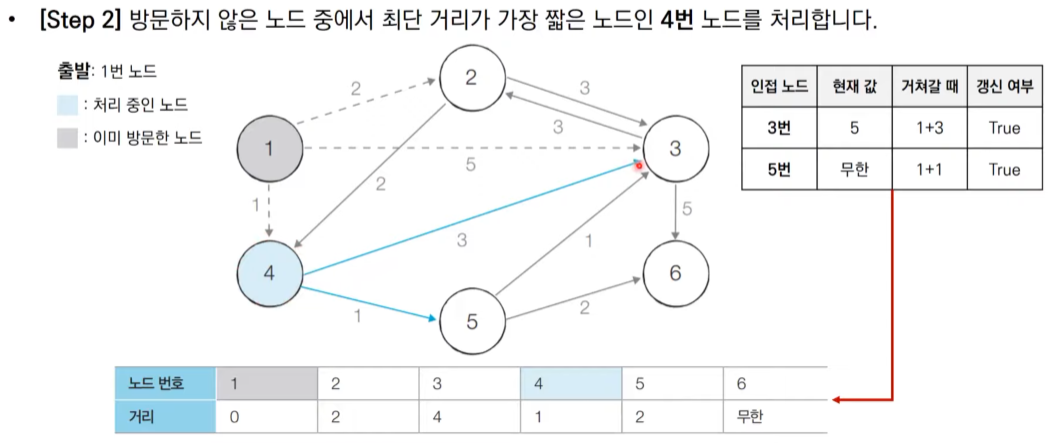 • [Step 2] 방문하지 않은 노드 중에서 최단 거리가 가장 짧은 노드인 4번 노드를 처리합니다.
출발: 1번 노드
: 처리 중인 노드
: 이미 방문한 노드
인접 노드 현재 값 거쳐갈 때 갱신 여부
3번 5 1+3 True
5번 무한 1+1 True
2
2
3
3
1
5
3
2
1
5
3
1
4
6
1
2
5
노드 번호 1 2 3 4 5 6
거리 0 2 4 1 2 무한